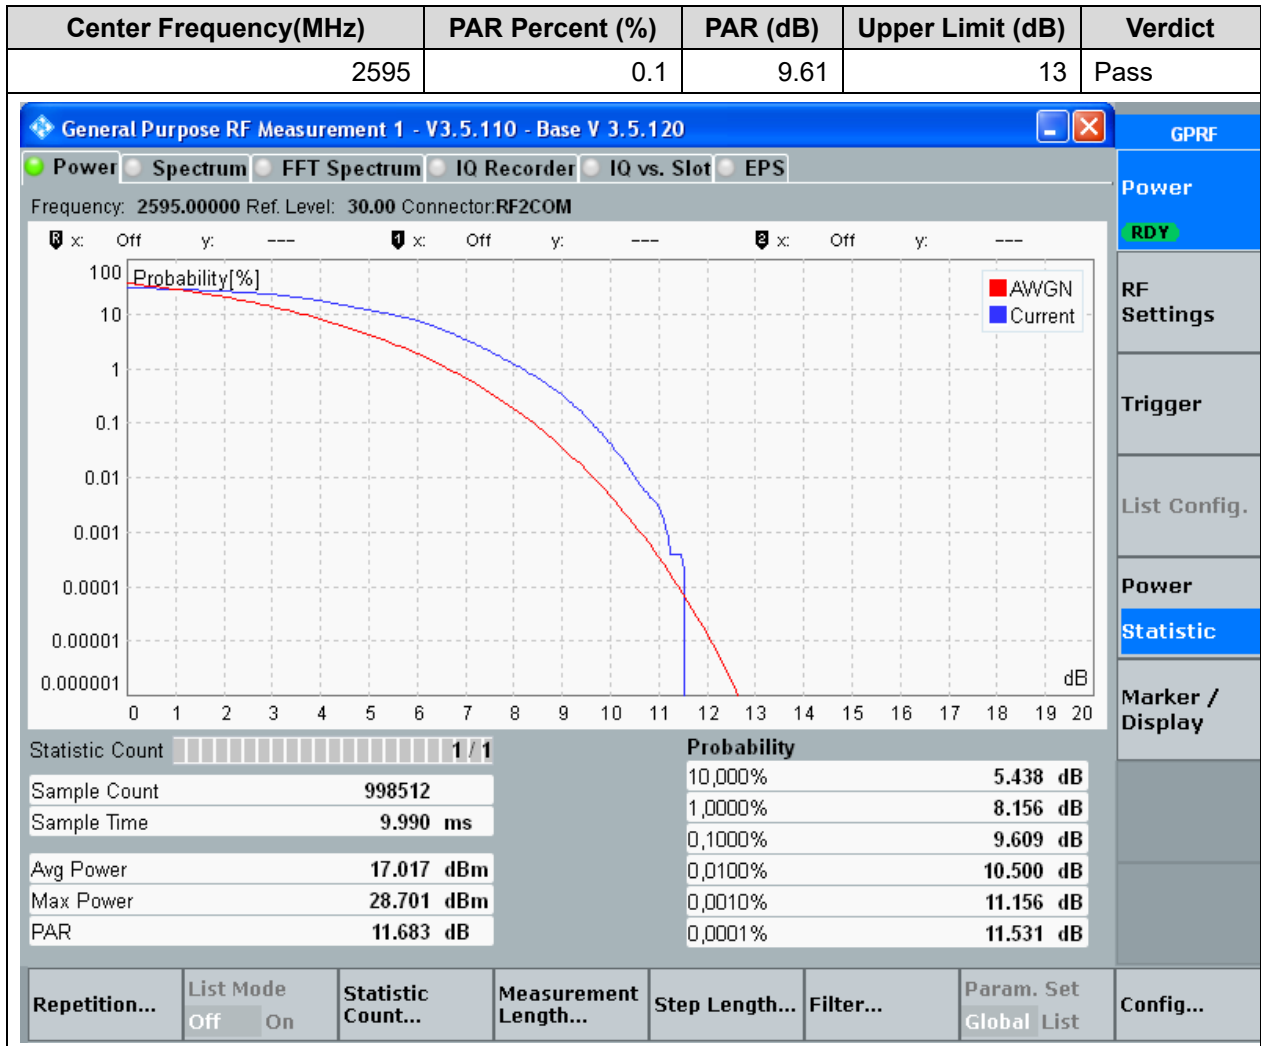 Center Frequency(MHz) PAR Percent (%) PAR (dB) Upper Limit (dB) Verdict
2595 0.1 9.61 13 Pass
General Purpose RF Measurement 1 - V3.5.110 - Base V 3.5.120
GPRF
Power Spectrum FFT Spectrum IQ Recorder IQ vs. Slot EPS
Power
RDY
Frequency: 2595.00000 Ref. Level: 30.00 Connector:RF2COM
R x: Off y: --- 1 x: Off y: --- 2 x: Off y: ---
Probability[%]
AWGN
Current
100
10
1
0.1
0.01
0.001
0.0001
0.00001
0.000001
dB
0 1 2 3 4 5 6 7 8 9 10 11 12 13 14 15 16 17 18 19 20
RF
Settings
Trigger
List Config.
Power
Statistic
Marker /
Display
Statistic Count 1 / 1
Sample Count 998512
Sample Time 9.990 ms
Avg Power 17.017 dBm
Max Power 28.701 dBm
PAR 11.683 dB
Probability
10,000% 5.438 dB
1,0000% 8.156 dB
0,1000% 9.609 dB
0,0100% 10.500 dB
0,0010% 11.156 dB
0,0001% 11.531 dB
Repetition...
List Mode
Off On
Statistic
Count...
Measurement
Length...
Step Length...
Filter...
Param. Set
Global List
Config...